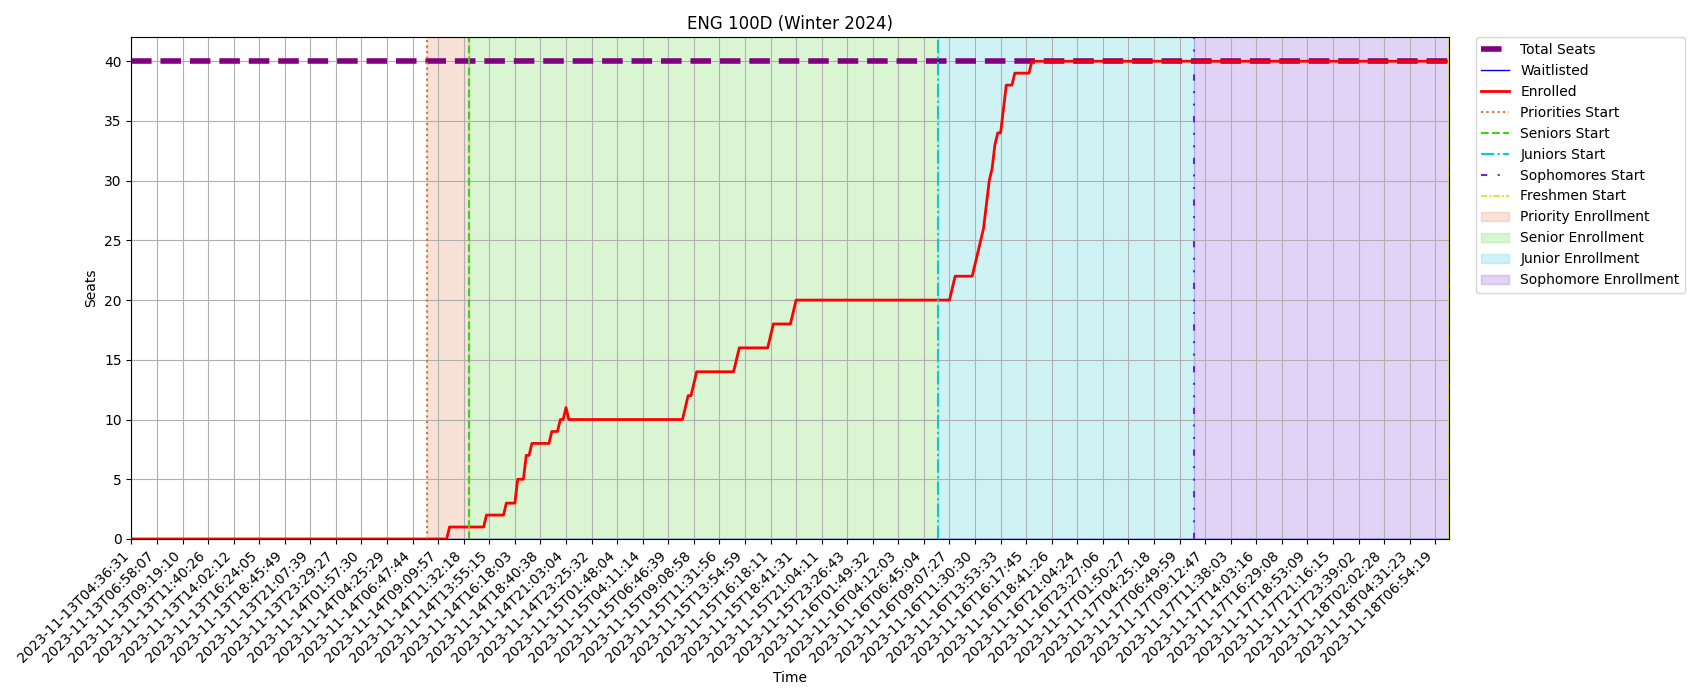 ENG 100D (Winter 2024)
Total Seats
Waitlisted
Enrolled
Priorities Start
Seniors Start
Juniors Start
Sophomores Start
Freshmen Start
Priority Enrollment
Senior Enrollment
Junior Enrollment
Sophomore Enrollment
Seats
40
35
30
25
20
15
10
5
0
2023-11-13T04:36:31
2023-11-13T06:58:07
2023-11-13T09:19:10
2023-11-13T11:40:26
2023-11-13T14:02:12
2023-11-13T16:24:05
2023-11-13T18:45:49
2023-11-13T21:07:39
2023-11-13T23:29:27
2023-11-14T01:57:30
2023-11-14T04:25:29
2023-11-14T06:47:44
2023-11-14T09:09:57
2023-11-14T11:32:18
2023-11-14T13:55:15
2023-11-14T16:18:03
2023-11-14T18:40:38
2023-11-14T21:03:04
2023-11-14T23:25:32
2023-11-15T01:48:04
2023-11-15T04:11:14
2023-11-15T06:46:39
2023-11-15T09:08:58
2023-11-15T11:31:56
2023-11-15T13:54:59
2023-11-15T16:18:11
2023-11-15T18:41:31
2023-11-15T21:04:11
2023-11-15T23:26:43
2023-11-16T01:49:32
2023-11-16T04:12:03
2023-11-16T06:45:04
2023-11-16T09:07:27
2023-11-16T11:30:30
2023-11-16T13:53:33
2023-11-16T16:17:45
2023-11-16T18:41:26
2023-11-16T21:04:24
2023-11-16T23:27:06
2023-11-17T01:50:27
2023-11-17T04:25:18
2023-11-17T06:49:59
2023-11-17T09:12:47
2023-11-17T11:38:03
2023-11-17T14:03:16
2023-11-17T16:29:08
2023-11-17T18:53:09
2023-11-17T21:16:15
2023-11-17T23:39:02
2023-11-18T02:02:28
2023-11-18T04:31:23
2023-11-18T06:54:19
Time